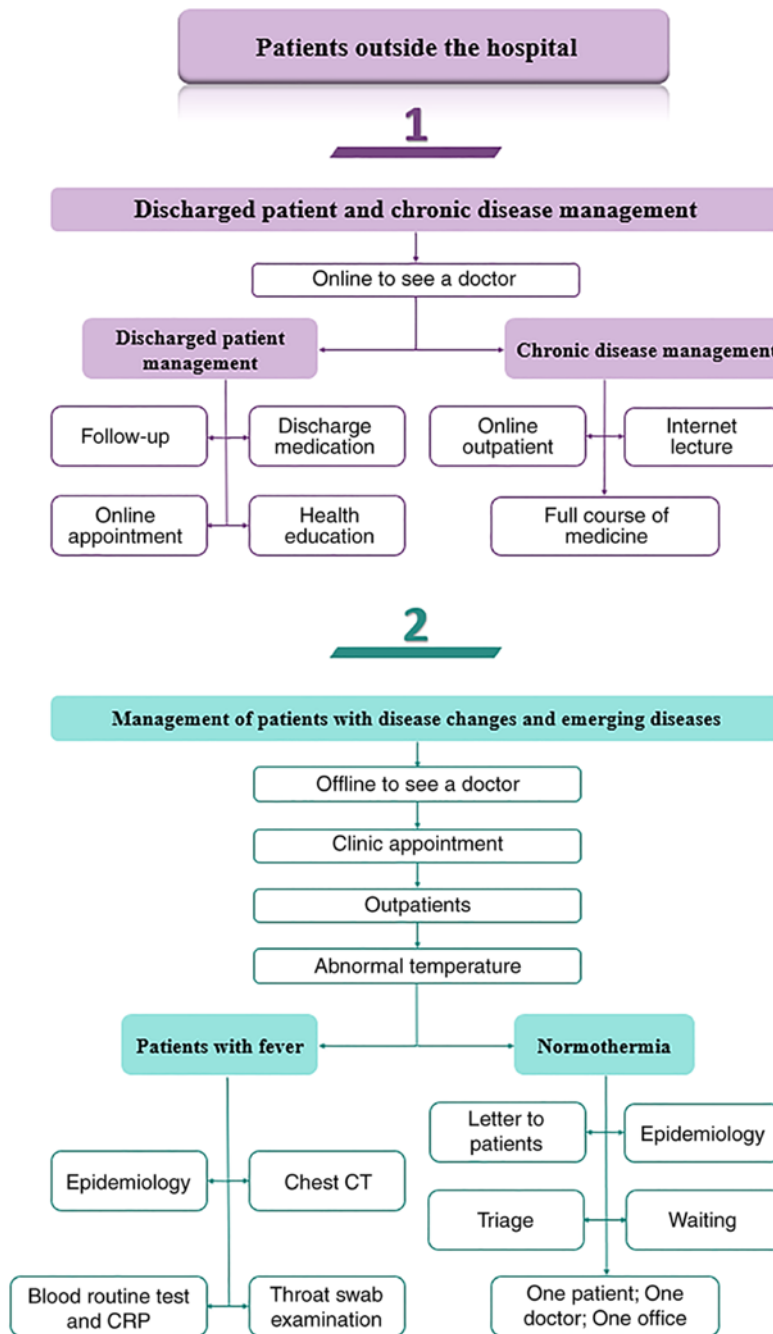 Patients outside the hospital
1
Discharged patient and chronic disease management
Online to see a doctor
Discharged patient
management
Chronic disease management
Follow-up
Discharge
medication
Online
outpatient
Internet
lecture
Online
appointment
Health
education
Full course of
medicine
2
Management of patients with disease changes and emerging diseases
Offline to see a doctor
Clinic appointment
Outpatients
Abnormal temperature
Patients with fever
Normothermia
Letter to
patients
Epidemiology
Epidemiology
Chest CT
Triage
Waiting
Blood routine test
and CRP
Throat swab
examination
One patient; One
doctor; One office